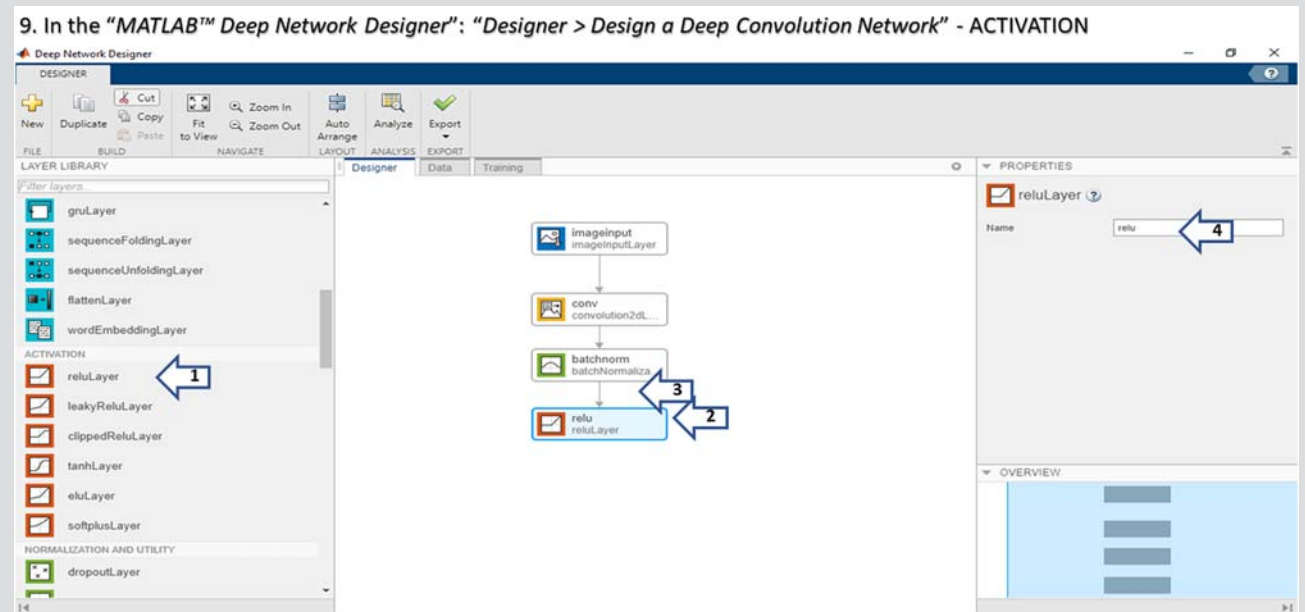 9. In the “MATLAB™ Deep Network Designer”: “Designer > Design a Deep Convolution Network” - ACTIVATION
Deep Network Designer
DESIGNER
?
New
Duplicate
Cut
Copy
Paste
Fit
to View
Zoom In
Zoom Out
Auto
Arrange
Analyze
Export
FILE
BUILD
NAVIGATE
LAYOUT
ANALYSIS
EXPORT
LAYER LIBRARY
Filter layers...
gruLayer
sequenceFoldingLayer
sequenceUnfoldingLayer
flattenLayer
wordEmbeddingLayer
ACTIVATION
reluLayer
1
leakyReluLayer
clippedReluLayer
tanhLayer
eluLayer
softplusLayer
NORMALIZATION AND UTILITY
dropoutLayer
Designer
Data
Training
imageinput
imageInputLayer
conv
convolution2dL...
batchnorm
batchNormaliza...
3
relu
reluLayer
2
PROPERTIES
reluLayer ?
Name
relu
4
OVERVIEW